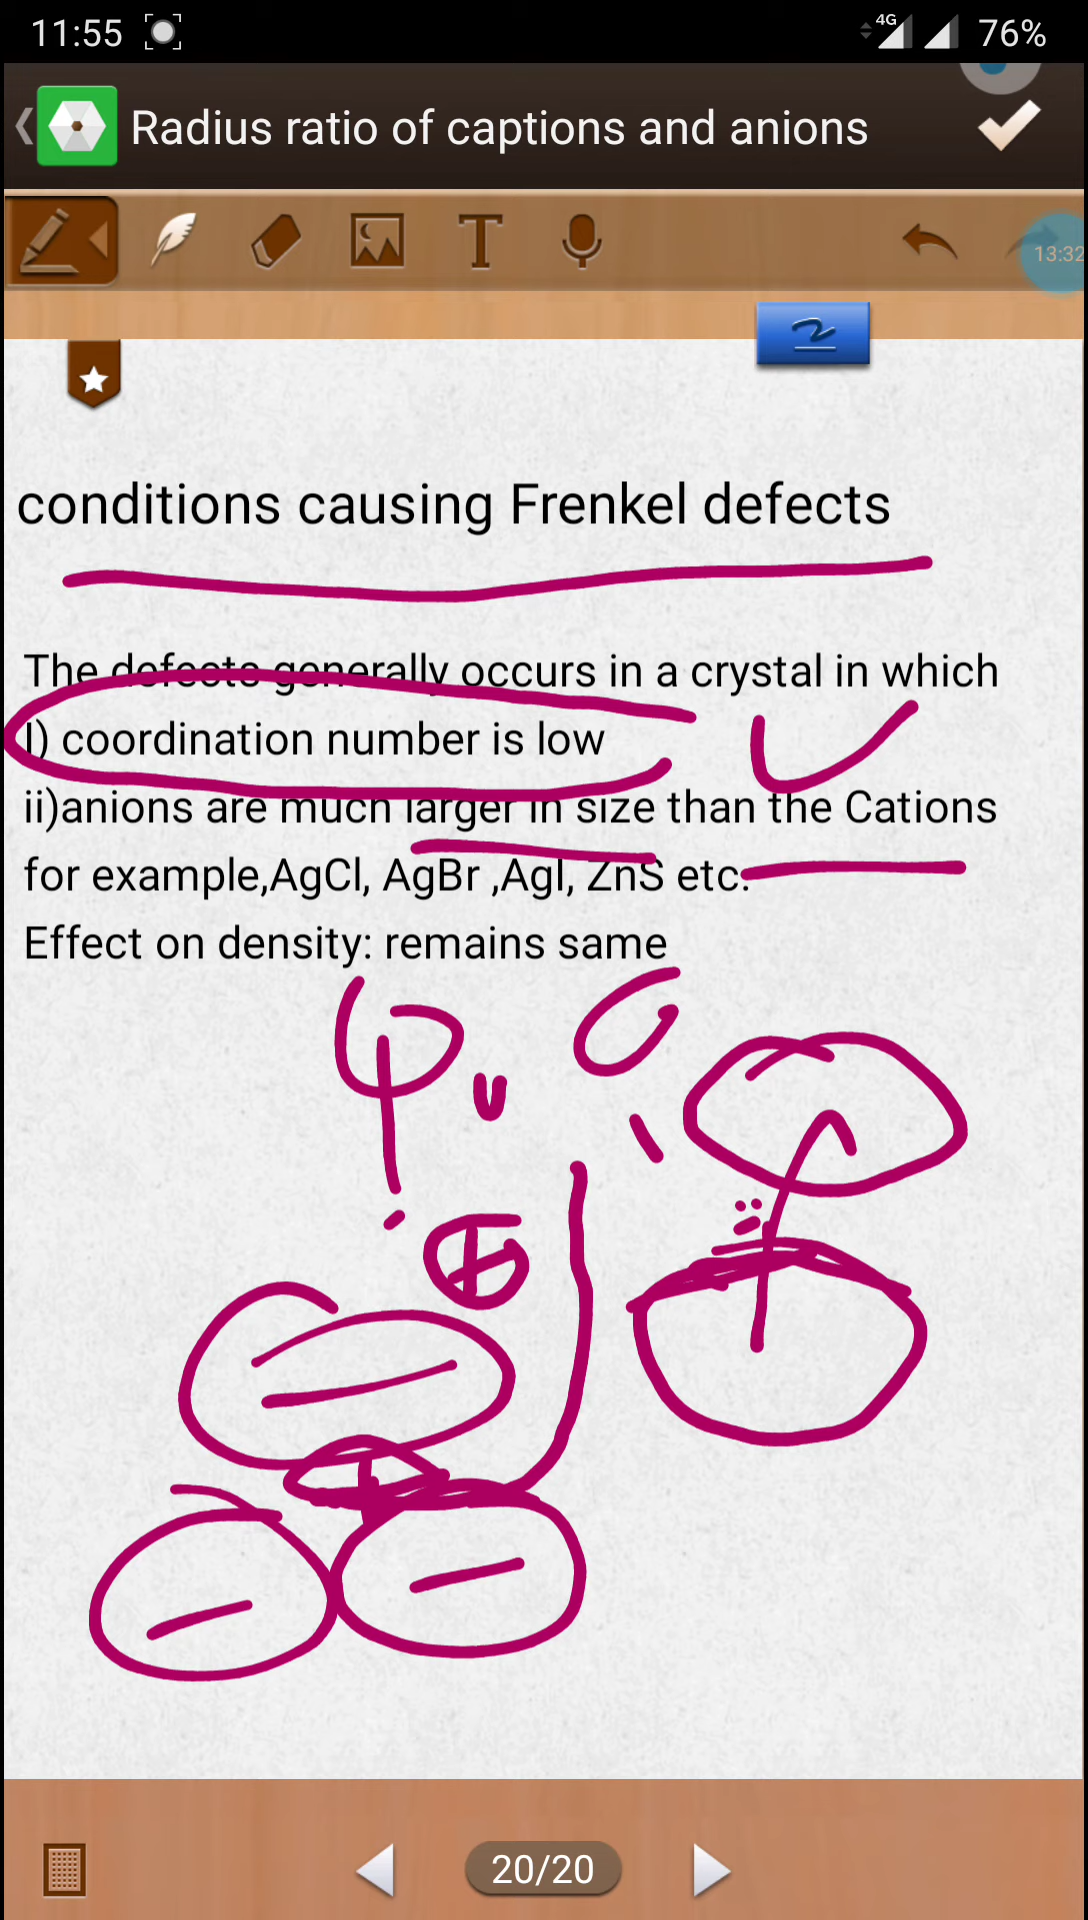 11:55
4G
76%
Radius ratio of captions and anions
13:32
conditions causing Frenkel defects
The defects generally occurs in a crystal in which
I) coordination number is low
ii)anions are much larger in size than the Cations
for example,AgCl, AgBr ,AgI, ZnS etc.
Effect on density: remains same
20/20